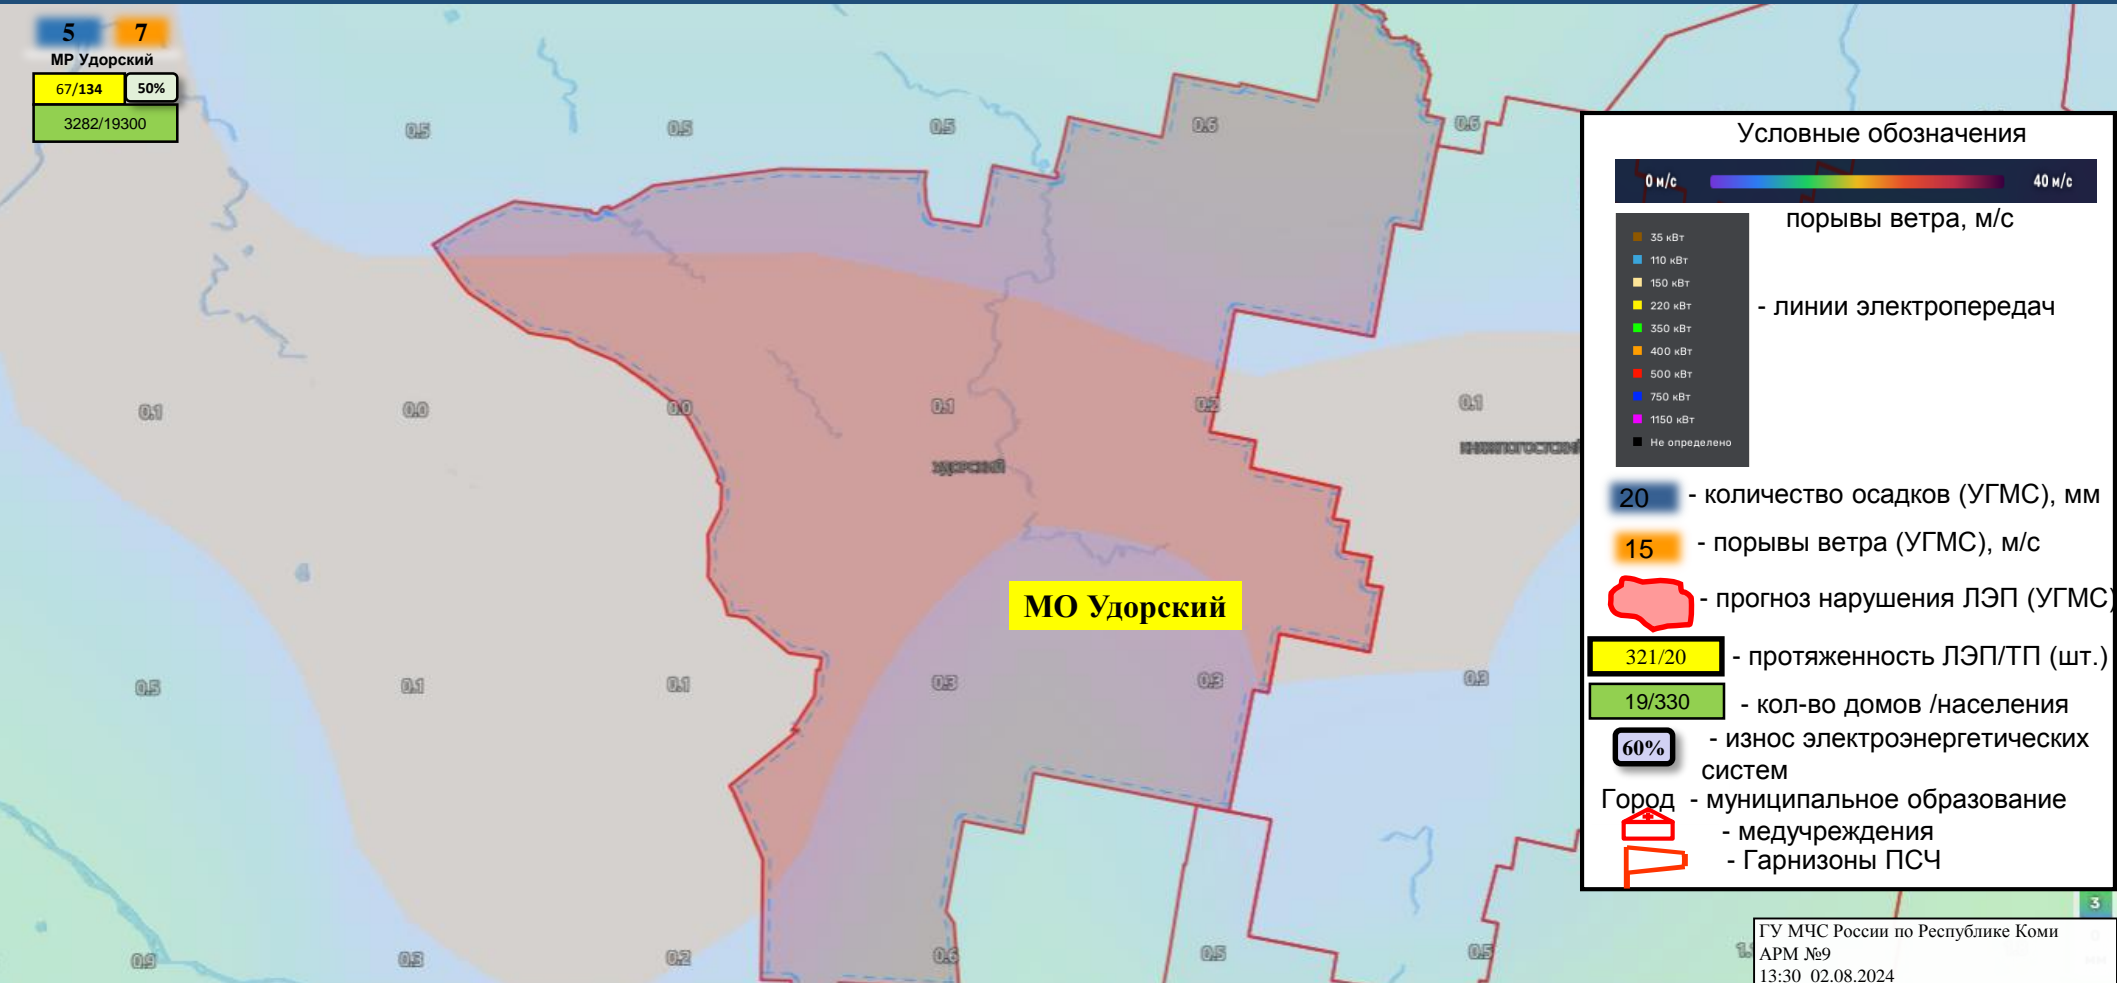 5 7
МР Удорский
67/134 50%
3282/19300
0.5 0.5 0.5 0.6 0.6
0.1 0.0 0.0 0.1 0.2 0.1
УДОРСКИЙ
КНЯЖПОГОСТСКИЙ
МО Удорский
0.5 0.1 0.1 0.3 0.3 0.3
0.9 0.3 0.2 0.6 0.5 0.5
Условные обозначения
0 м/с 40 м/с
порывы ветра, м/с
35 кВт
110 кВт
150 кВт
220 кВт
350 кВт
400 кВт
500 кВт
750 кВт
1150 кВт
Не определено
- линии электропередач
20 - количество осадков (УГМС), мм
15 - порывы ветра (УГМС), м/с
- прогноз нарушения ЛЭП (УГМС)
321/20 - протяженность ЛЭП/ТП (шт.)
19/330 - кол-во домов /населения
60% - износ электроэнергетических
систем
Город - муниципальное образование
- медучреждения
- Гарнизоны ПСЧ
3
ГУ МЧС России по Республике Коми
АРМ №9
13:30 02.08.2024